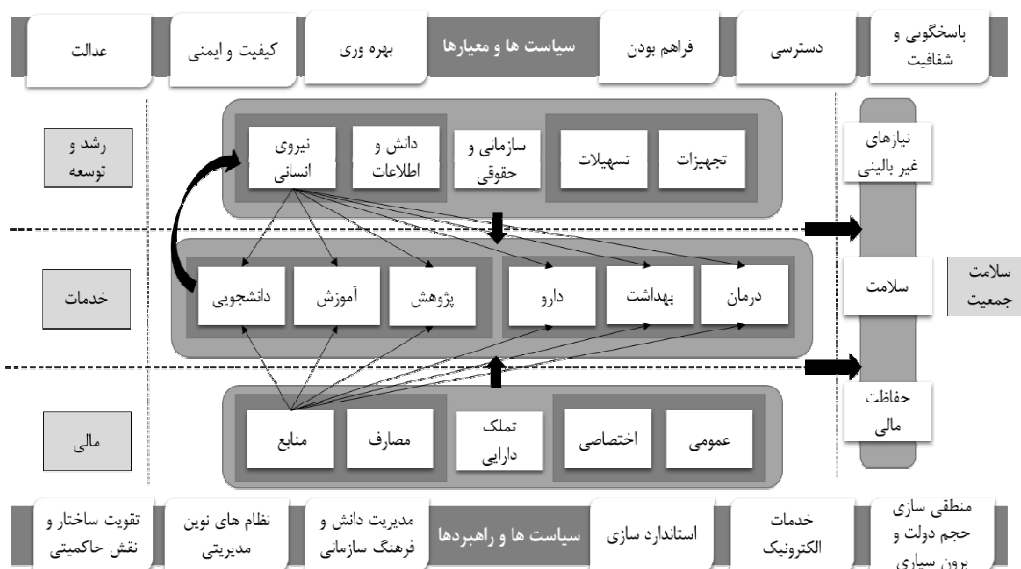 پاسخگویی و
شفافیت
دسترسی
فراهم بودن
سیاست ها و معیارها
بهره وری
کیفیت و ایمنی
عدالت
نیازهای
غیر بالینی
تجهیزات
تسهیلات
سازمانی و
حقوقی
دانش و
اطلاعات
نیروی
انسانی
رشد و
توسعه
سلامت
جمعیت
سلامت
درمان
بهداشت
دارو
پژوهش
آموزش
دانشجویی
خدمات
حفاظت
مالی
عمومی
اختصاصی
تملک
دارایی
مصارف
منابع
مالی
منطقی سازی
حجم دولت و
برون سپاری
خدمات
الکترونیک
استاندارد سازی
سیاست ها و راهبردها
مدیریت دانش و
فرهنگ سازمانی
نظام های نوین
مدیریتی
تقویت ساختار و
نقش حاکمیتی